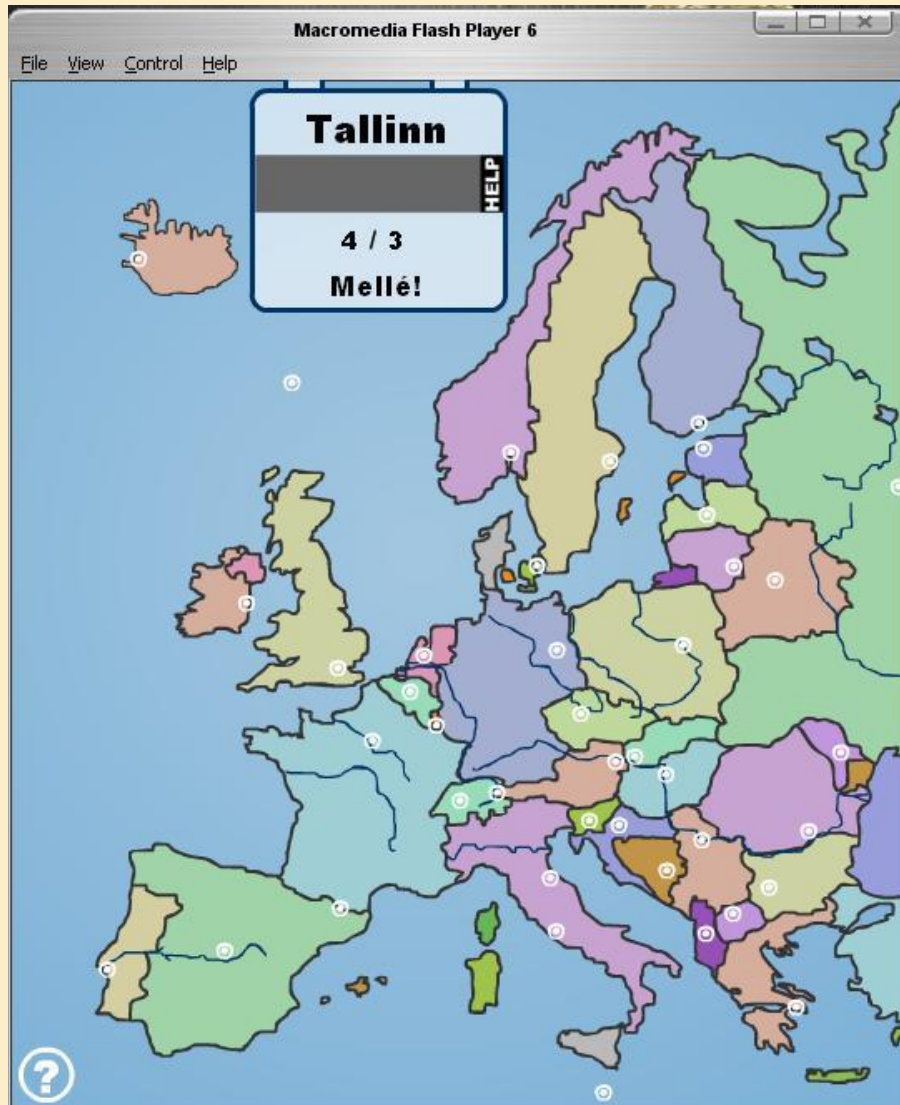 Macromedia Flash Player 6
File View Control Help
Tallinn
HELP
4 / 3
Mellé!
?